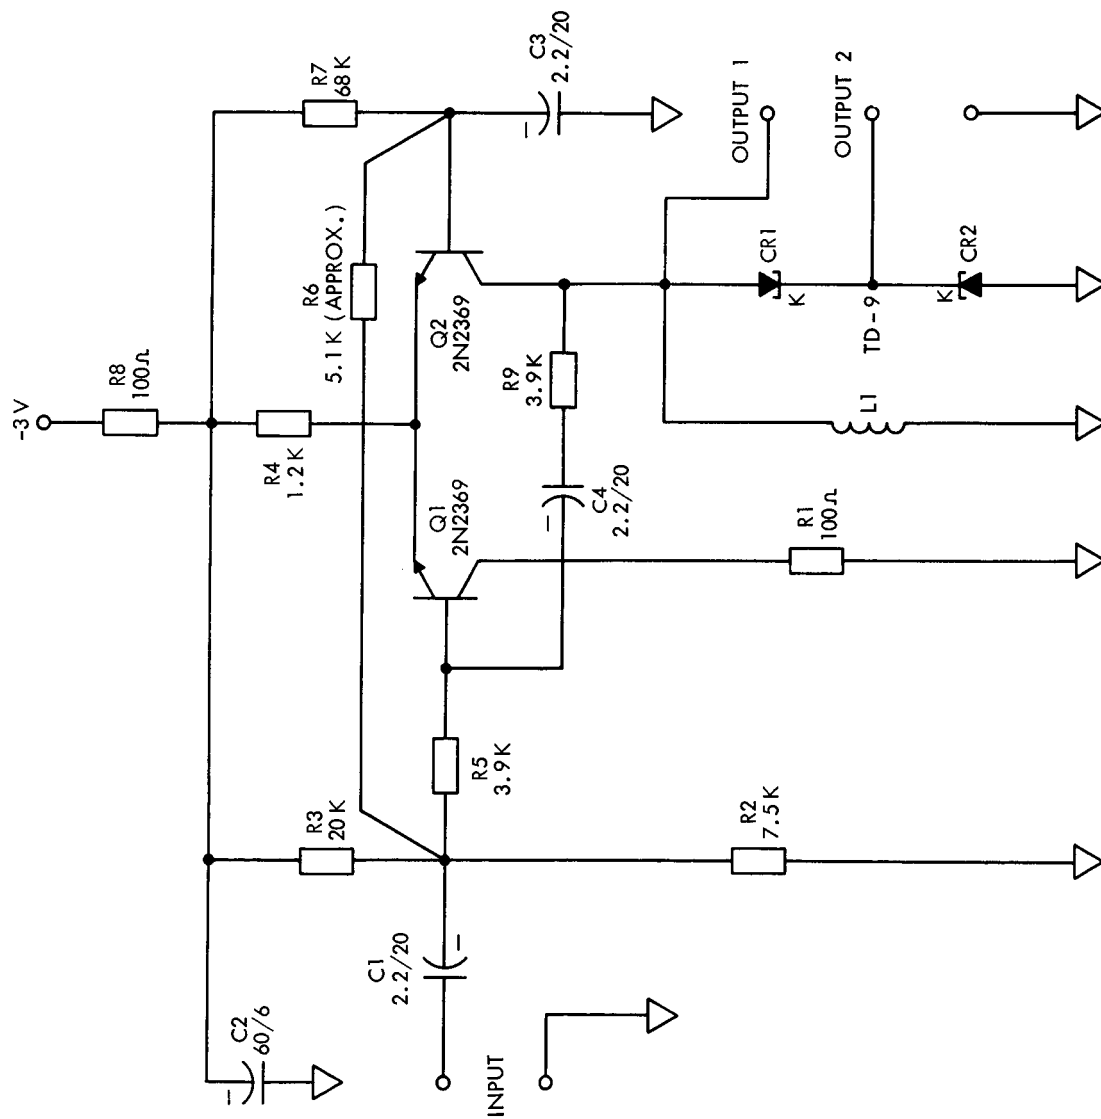 -3V
R8
100Ω
R7
68K
R4
1.2K
R6
5.1K (APPROX.)
R3
20K
C2
60/6
C3
2.2/20
Q1
2N2369
Q2
2N2369
R5
3.9K
C1
2.2/20
INPUT
R9
3.9K
C4
2.2/20
OUTPUT 1
OUTPUT 2
CR1
K
TD-9
K
CR2
L1
R1
100Ω
R2
7.5K